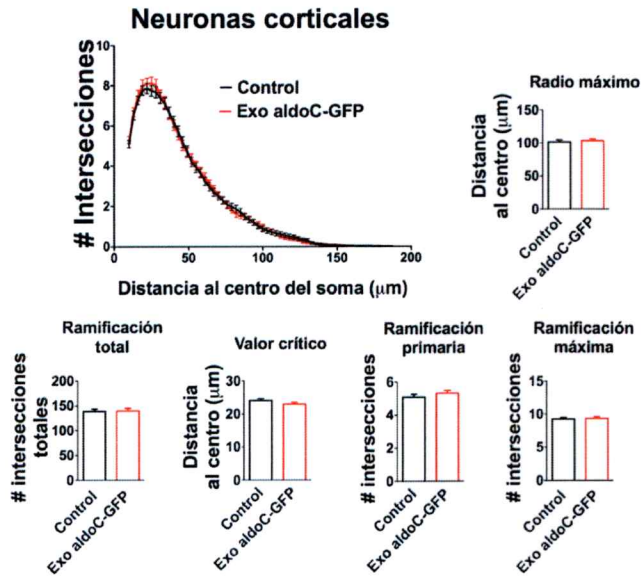 Neuronas corticales
# Intersecciones
10
8
6
4
2
0
0 50 100 150 200
Distancia al centro del soma (μm)
Control
Exo aldoC-GFP
Radio máximo
Distancia
al centro (μm)
150
100
50
0
Control
Exo aldoC-GFP
Ramificación
total
# intersecciones
totales
200
150
100
50
0
Control
Exo aldoC-GFP
Valor crítico
Distancia
al centro (μm)
30
20
10
0
Control
Exo aldoC-GFP
Ramificación
primaria
# intersecciones
6
4
2
0
Control
Exo aldoC-GFP
Ramificación
máxima
# intersecciones
15
10
5
0
Control
Exo aldoC-GFP